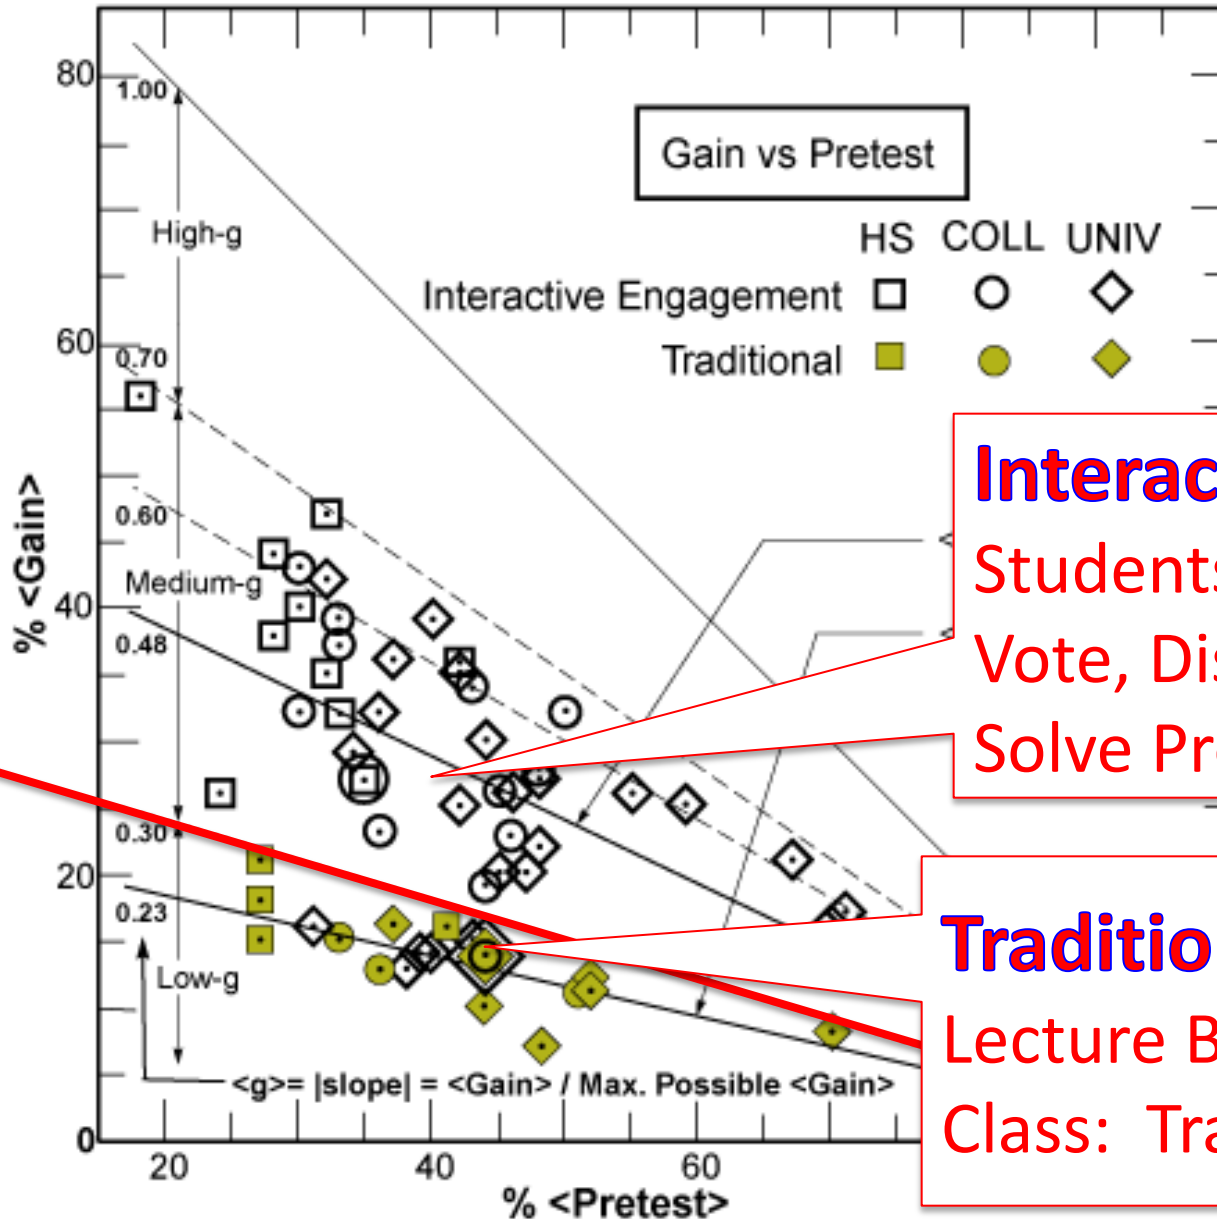 80
1.00
Gain vs Pretest
High-g
HS COLL UNIV
Interactive Engagement
Traditional
60
0.70
% <Gain>
0.60
Medium-g
40
0.48
Interac
Students
Vote, Dis
Solve Pr
0.30
20
0.23
Low-g
Traditio
Lecture B
Class: Tra
<g>= |slope| = <Gain> / Max. Possible <Gain>
0
20 40 60
% <Pretest>